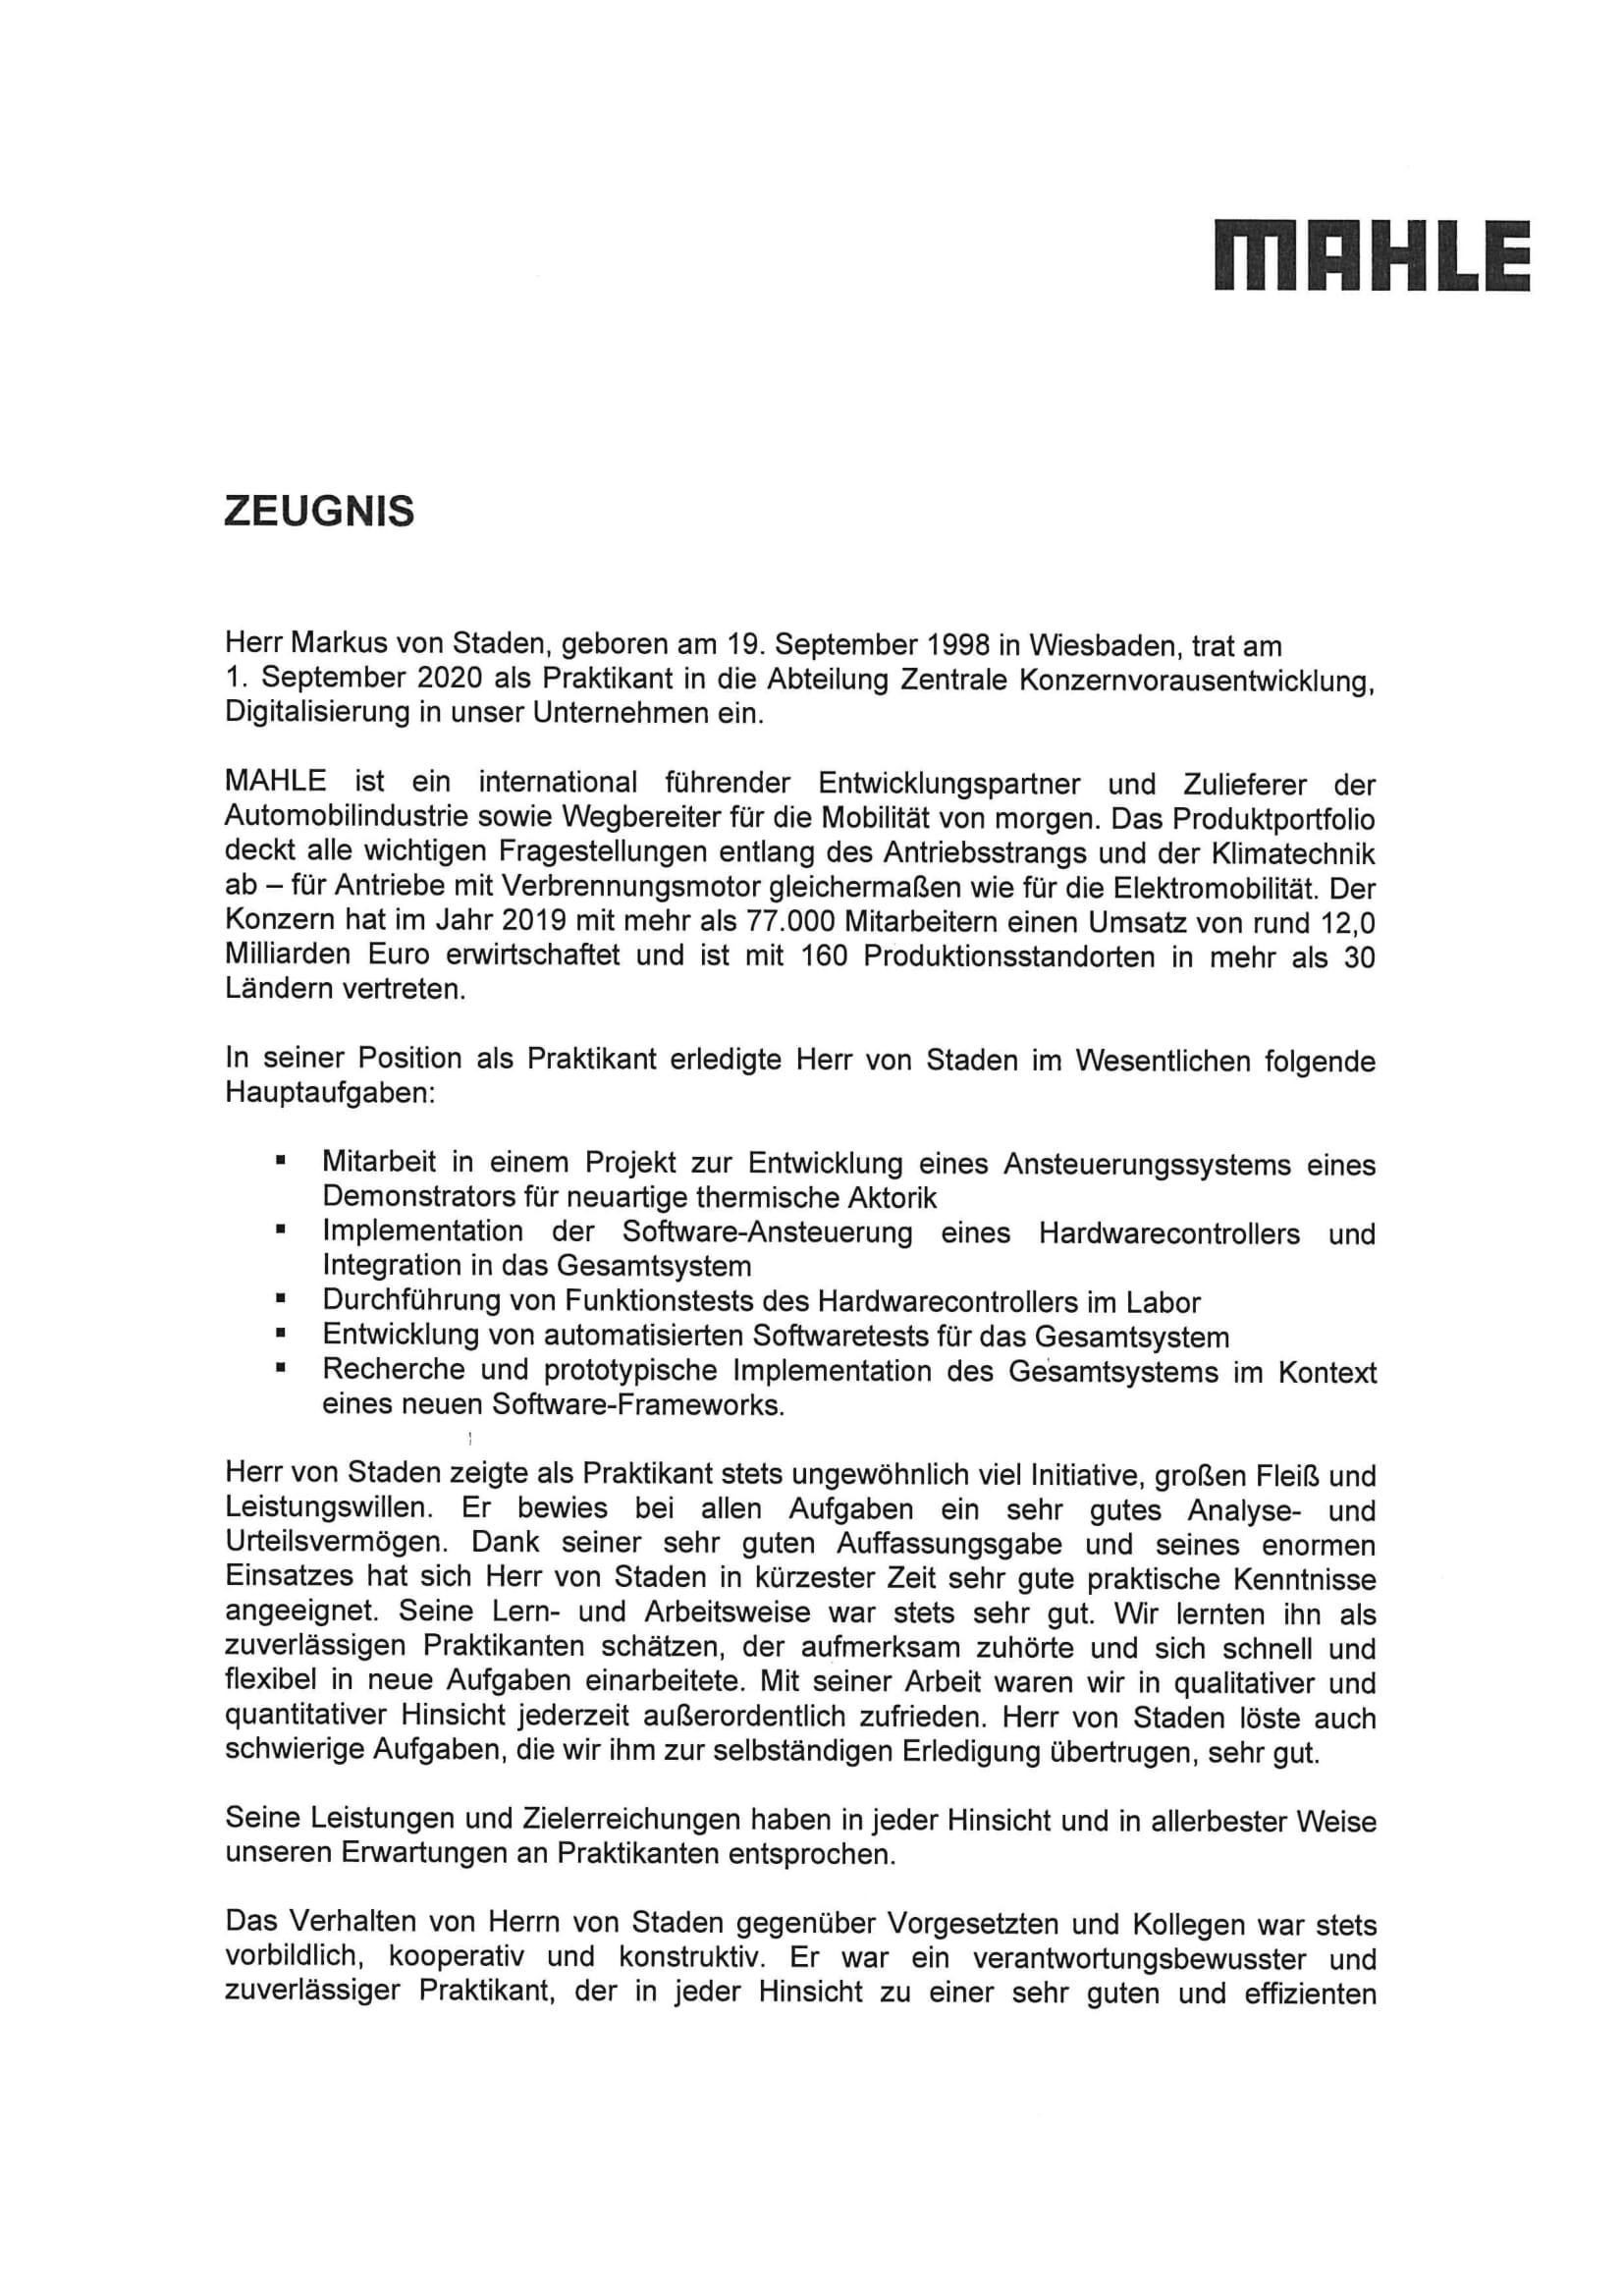 MAHLE
ZEUGNIS
Herr Markus von Staden, geboren am 19. September 1998 in Wiesbaden, trat am
1. September 2020 als Praktikant in die Abteilung Zentrale Konzernvorausentwicklung,
Digitalisierung in unser Unternehmen ein.
MAHLE ist ein international führender Entwicklungspartner und Zulieferer der
Automobilindustrie sowie Wegbereiter für die Mobilität von morgen. Das Produktportfolio
deckt alle wichtigen Fragestellungen entlang des Antriebsstrangs und der Klimatechnik
ab – für Antriebe mit Verbrennungsmotor gleichermaßen wie für die Elektromobilität. Der
Konzern hat im Jahr 2019 mit mehr als 77.000 Mitarbeitern einen Umsatz von rund 12,0
Milliarden Euro erwirtschaftet und ist mit 160 Produktionsstandorten in mehr als 30
Ländern vertreten.
In seiner Position als Praktikant erledigte Herr von Staden im Wesentlichen folgende
Hauptaufgaben:
▪ Mitarbeit in einem Projekt zur Entwicklung eines Ansteuerungssystems eines
Demonstrators für neuartige thermische Aktorik
▪ Implementation der Software-Ansteuerung eines Hardwarecontrollers und
Integration in das Gesamtsystem
▪ Durchführung von Funktionstests des Hardwarecontrollers im Labor
▪ Entwicklung von automatisierten Softwaretests für das Gesamtsystem
▪ Recherche und prototypische Implementation des Gesamtsystems im Kontext
eines neuen Software-Frameworks.
Herr von Staden zeigte als Praktikant stets ungewöhnlich viel Initiative, großen Fleiß und
Leistungswillen. Er bewies bei allen Aufgaben ein sehr gutes Analyse- und
Urteilsvermögen. Dank seiner sehr guten Auffassungsgabe und seines enormen
Einsatzes hat sich Herr von Staden in kürzester Zeit sehr gute praktische Kenntnisse
angeeignet. Seine Lern- und Arbeitsweise war stets sehr gut. Wir lernten ihn als
zuverlässigen Praktikanten schätzen, der aufmerksam zuhörte und sich schnell und
flexibel in neue Aufgaben einarbeitete. Mit seiner Arbeit waren wir in qualitativer und
quantitativer Hinsicht jederzeit außerordentlich zufrieden. Herr von Staden löste auch
schwierige Aufgaben, die wir ihm zur selbständigen Erledigung übertrugen, sehr gut.
Seine Leistungen und Zielerreichungen haben in jeder Hinsicht und in allerbester Weise
unseren Erwartungen an Praktikanten entsprochen.
Das Verhalten von Herrn von Staden gegenüber Vorgesetzten und Kollegen war stets
vorbildlich, kooperativ und konstruktiv. Er war ein verantwortungsbewusster und
zuverlässiger Praktikant, der in jeder Hinsicht zu einer sehr guten und effizienten